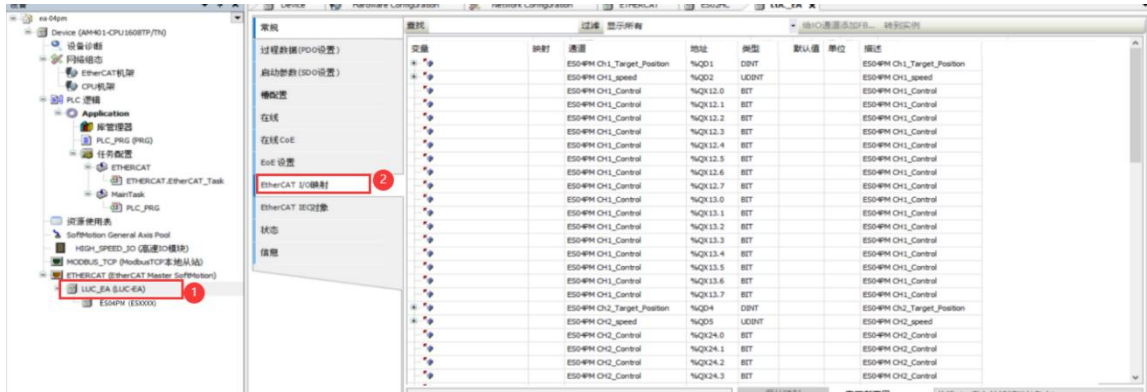 Device
Hardware Configuration
Network Configuration
ETHERCAT
ES02HC
LUC_EA
ea-04pm
Device (AM401-CPU1608TP/TN)
设备诊断
网络组态
EtherCAT机架
CPU机架
PLC 逻辑
Application
库管理器
PLC_PRG (PRG)
任务配置
ETHERCAT
ETHERCAT.EtherCAT_Task
MainTask
PLC_PRG
资源使用表
SoftMotion General Axis Pool
HIGH_SPEED_IO (高速IO模块)
MODBUS_TCP (ModbusTCP本地从站)
ETHERCAT (EtherCAT Master SoftMotion)
LUC_EA (LUC-EA)
1
ES04PM (ESXXXX)
常规
过程数据(PDO设置)
启动参数(SDO设置)
槽配置
在线
在线CoE
EoE 设置
EtherCAT I/O映射
2
EtherCAT IEC对象
状态
信息
查找 过滤 显示所有 给IO通道添加FB... 转到实例
变量 映射 通道 地址 类型 默认值 单位 描述
ES04PM Ch1_Target_Position %QD1 DINT ES04PM Ch1_Target_Position
ES04PM CH1_speed %QD2 UDINT ES04PM CH1_speed
ES04PM CH1_Control %QX12.0 BIT ES04PM CH1_Control
ES04PM CH1_Control %QX12.1 BIT ES04PM CH1_Control
ES04PM CH1_Control %QX12.2 BIT ES04PM CH1_Control
ES04PM CH1_Control %QX12.3 BIT ES04PM CH1_Control
ES04PM CH1_Control %QX12.4 BIT ES04PM CH1_Control
ES04PM CH1_Control %QX12.5 BIT ES04PM CH1_Control
ES04PM CH1_Control %QX12.6 BIT ES04PM CH1_Control
ES04PM CH1_Control %QX12.7 BIT ES04PM CH1_Control
ES04PM CH1_Control %QX13.0 BIT ES04PM CH1_Control
ES04PM CH1_Control %QX13.1 BIT ES04PM CH1_Control
ES04PM CH1_Control %QX13.2 BIT ES04PM CH1_Control
ES04PM CH1_Control %QX13.3 BIT ES04PM CH1_Control
ES04PM CH1_Control %QX13.4 BIT ES04PM CH1_Control
ES04PM CH1_Control %QX13.5 BIT ES04PM CH1_Control
ES04PM CH1_Control %QX13.6 BIT ES04PM CH1_Control
ES04PM CH1_Control %QX13.7 BIT ES04PM CH1_Control
ES04PM Ch2_Target_Position %QD4 DINT ES04PM Ch2_Target_Position
ES04PM CH2_speed %QD5 UDINT ES04PM CH2_speed
ES04PM CH2_Control %QX24.0 BIT ES04PM CH2_Control
ES04PM CH2_Control %QX24.1 BIT ES04PM CH2_Control
ES04PM CH2_Control %QX24.2 BIT ES04PM CH2_Control
ES04PM CH2_Control %QX24.3 BIT ES04PM CH2_Control